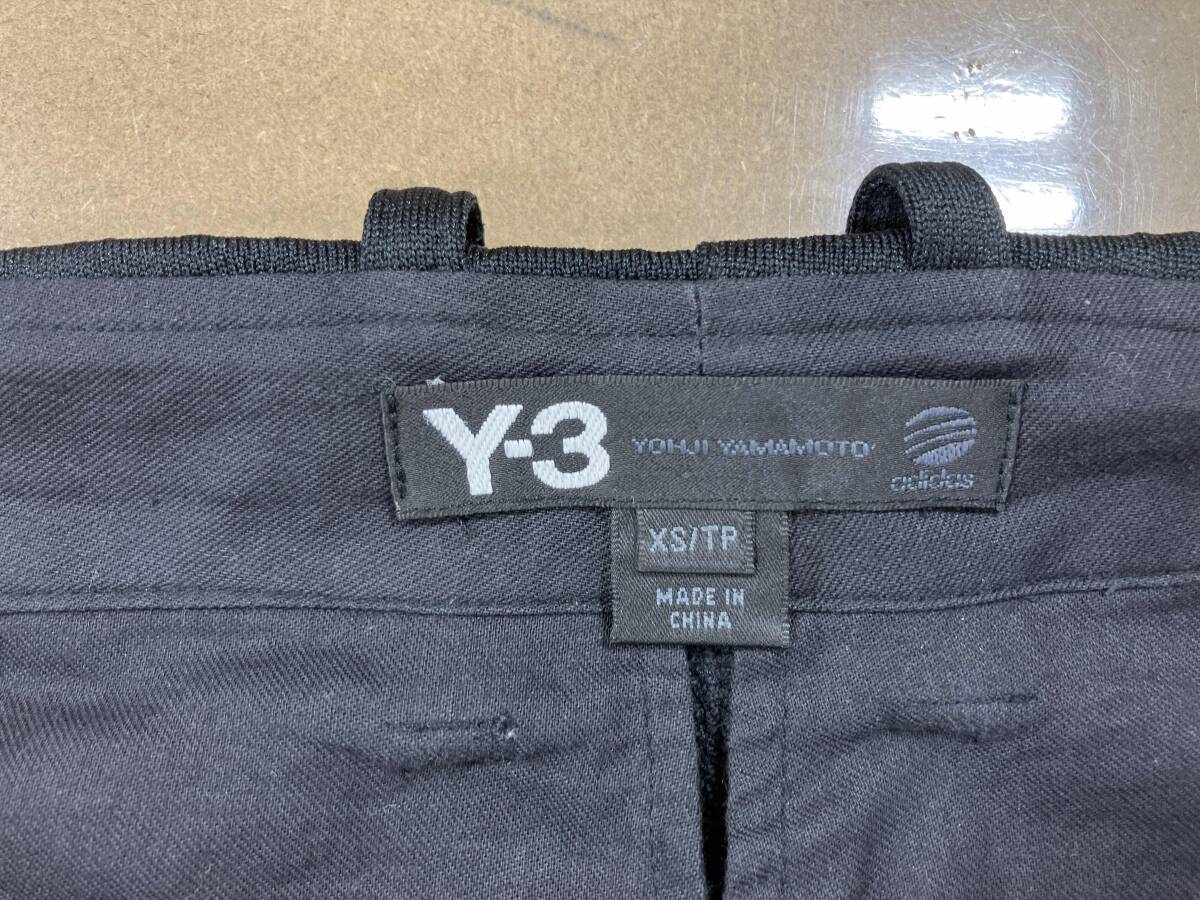 Y-3 YOHJI YAMAMOTO adidas
XS/TP
MADE IN
CHINA